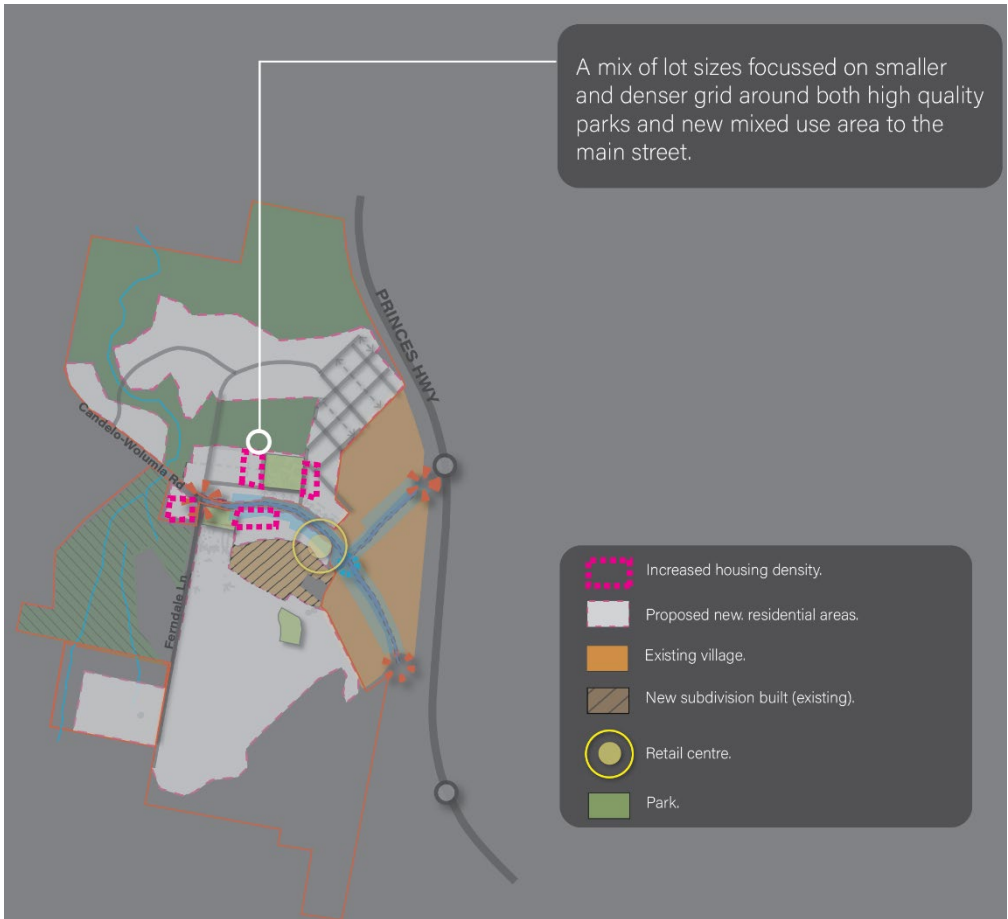 A mix of lot sizes focussed on smaller
and denser grid around both high quality
parks and new mixed use area to the
main street.
PRINCES HWY
Candelo-Wolumla Rd
Ferndale Ln
Increased housing density.
Proposed new. residential areas.
Existing village.
New subdivision built (existing).
Retail centre.
Park.